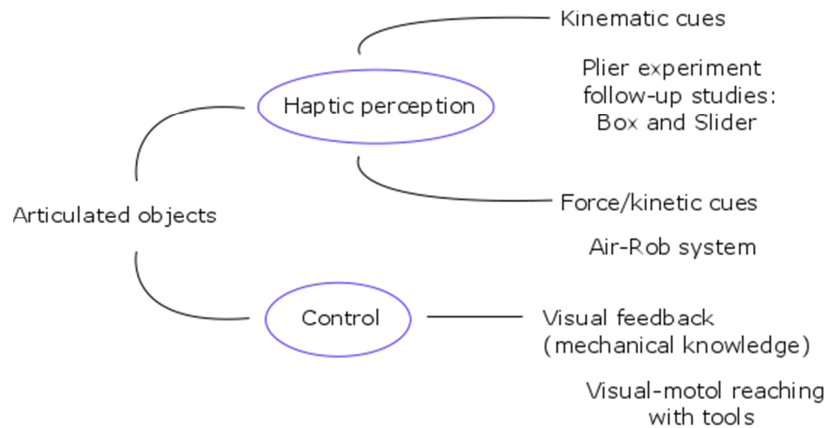 Kinematic cues
Plier experiment
follow-up studies:
Box and Slider
Haptic perception
Force/kinetic cues
Air-Rob system
Articulated objects
Control
Visual feedback
(mechanical knowledge)
Visual-motol reaching
with tools